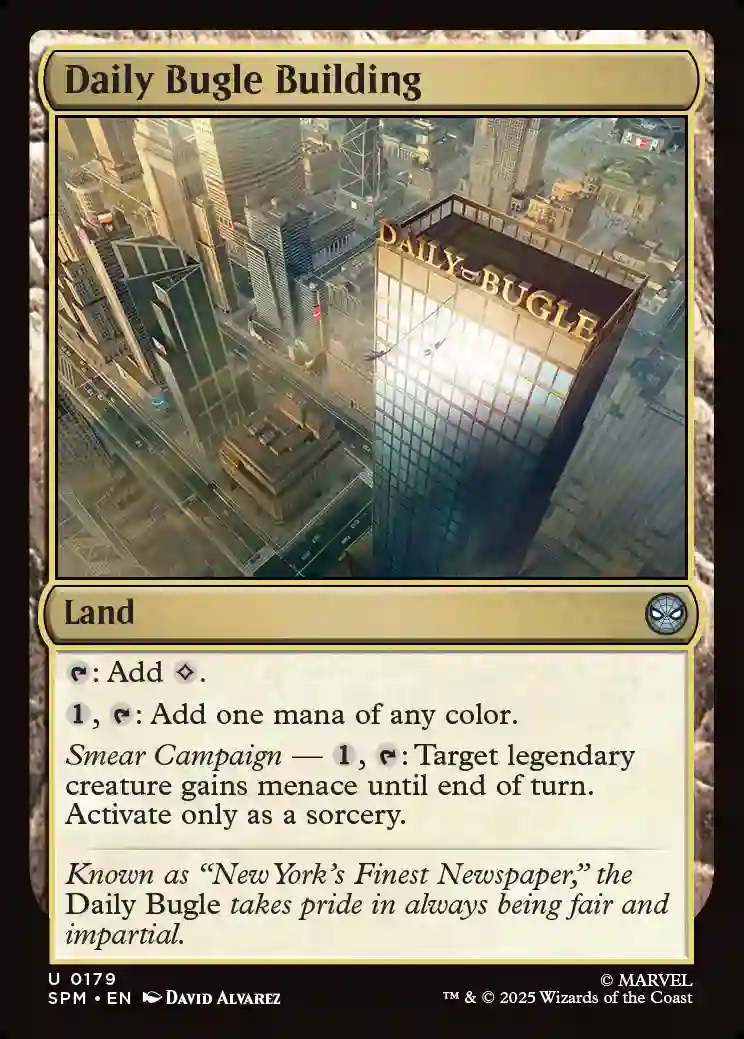 Daily Bugle Building
DAILY BUGLE
Land
: Add .
1, : Add one mana of any color.
Smear Campaign — 1, : Target legendary
creature gains menace until end of turn.
Activate only as a sorcery.
Known as “New York’s Finest Newspaper,” the
Daily Bugle takes pride in always being fair and
impartial.
U 0179
SPM • EN DAVID ALVAREZ
© MARVEL
™ & © 2025 Wizards of the Coast